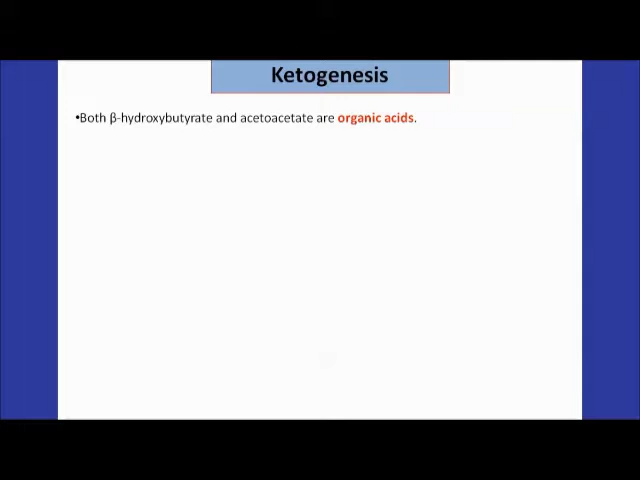 Ketogenesis
•Both β-hydroxybutyrate and acetoacetate are organic acids.